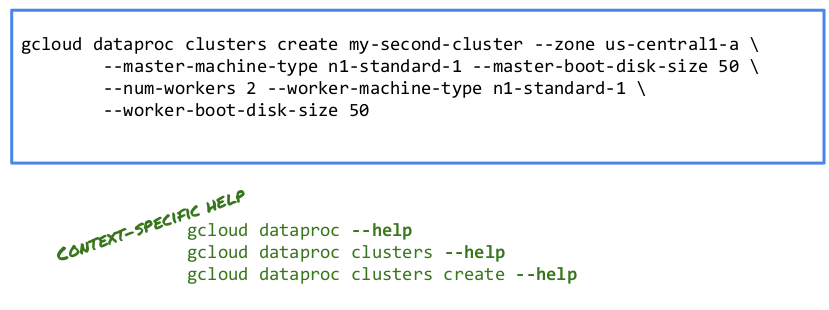 gcloud dataproc clusters create my-second-cluster --zone us-central1-a \
--master-machine-type n1-standard-1 --master-boot-disk-size 50 \
--num-workers 2 --worker-machine-type n1-standard-1 \
--worker-boot-disk-size 50
CONTEXT-SPECIFIC HELP
gcloud dataproc --help
gcloud dataproc clusters --help
gcloud dataproc clusters create --help